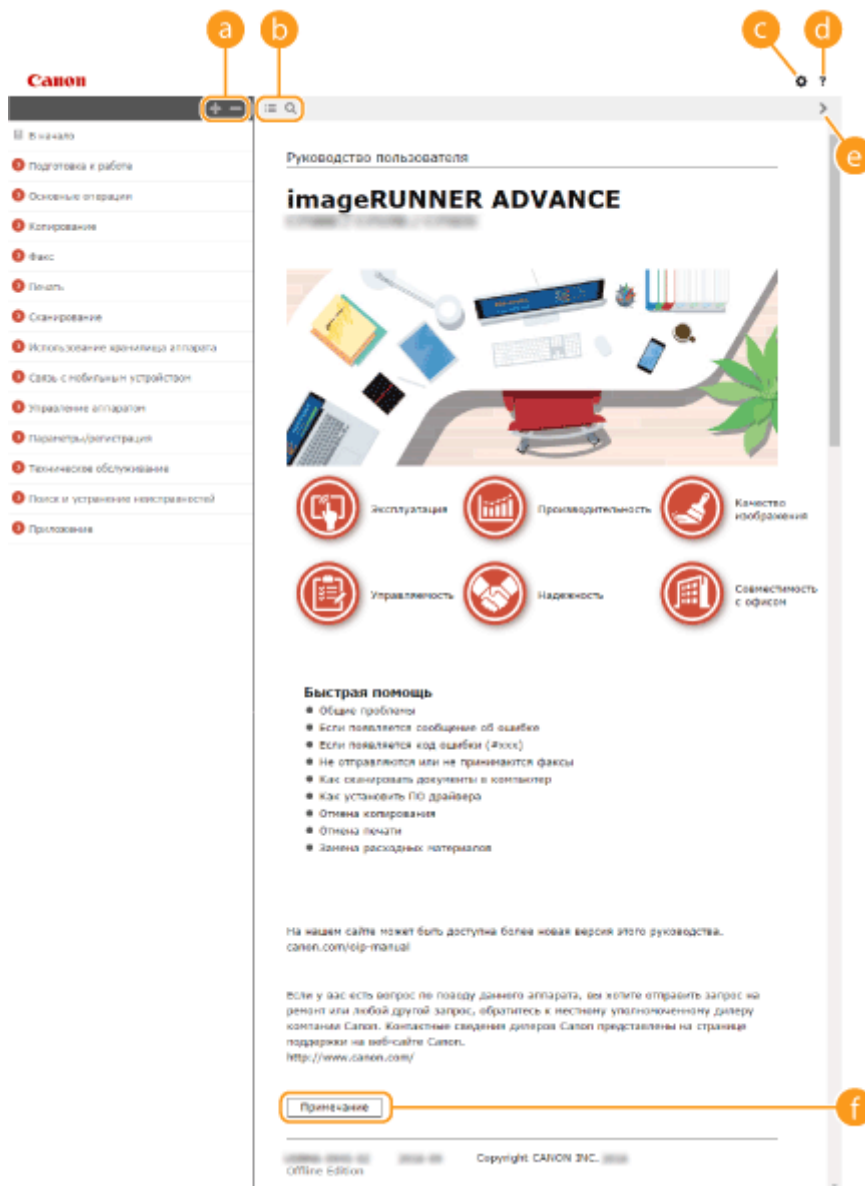 a
b
c
d
Canon
?
e
В начало
Подготовка к работе
Основные операции
Копирование
Факс
Печать
Сканирование
Использование хранилища аппарата
Связь с мобильным устройством
Управление аппаратом
Параметры/регистрация
Техническое обслуживание
Поиск и устранение неисправностей
Приложение
Руководство пользователя
imageRUNNER ADVANCE
Эксплуатация
Производительность
Качество
изображения
Управляемость
Надежность
Совместимость
с офисом
Быстрая помощь
Общие проблемы
Если появляется сообщение об ошибке
Если появляется код ошибки (#xxx)
Не отправляются или не принимаются факсы
Как сканировать документы в компьютер
Как установить ПО драйвера
Отмена копирования
Отмена печати
Замена расходных материалов
На нашем сайте может быть доступна более новая версия этого руководства.
canon.com/oip-manual
Если у вас есть вопрос по поводу данного аппарата, вы хотите отправить запрос на
ремонт или любой другой запрос, обратитесь к местному уполномоченному дилеру
компании Canon. Контактные сведения дилеров Canon представлены на странице
поддержки на веб-сайте Canon.
http://www.canon.com/
Примечание
f
Copyright CANON INC.
Offline Edition